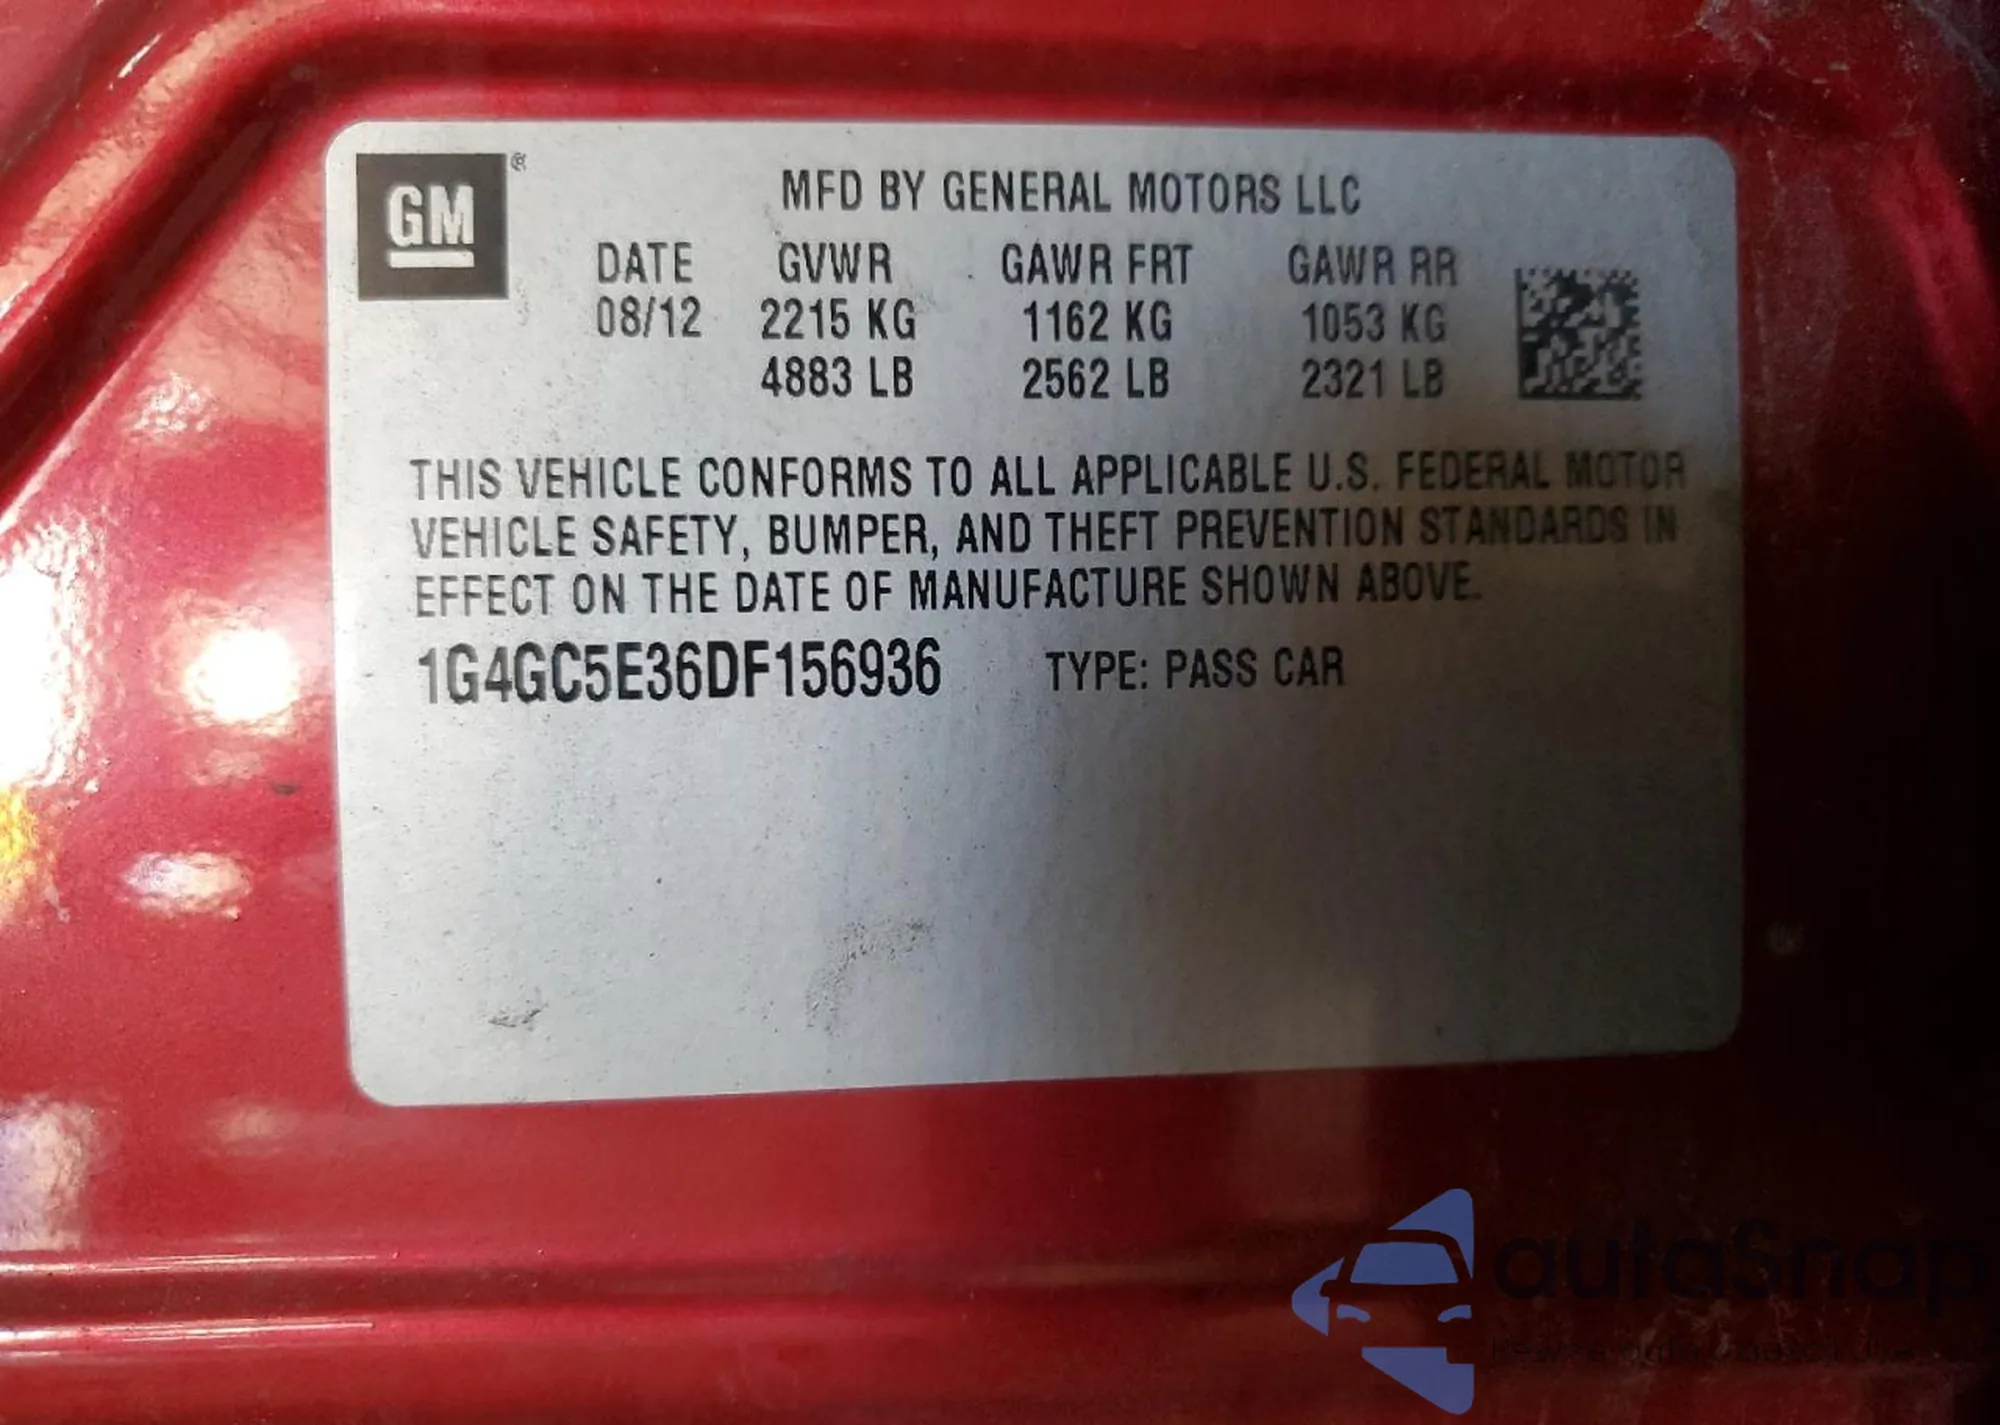 GM ®
MFD BY GENERAL MOTORS LLC
DATE GVWR GAWR FRT GAWR RR
08/12 2215 KG 1162 KG 1053 KG
4883 LB 2562 LB 2321 LB
THIS VEHICLE CONFORMS TO ALL APPLICABLE U.S. FEDERAL MOTOR
VEHICLE SAFETY, BUMPER, AND THEFT PREVENTION STANDARDS IN
EFFECT ON THE DATE OF MANUFACTURE SHOWN ABOVE.
1G4GC5E36DF156936 TYPE: PASS CAR
autaSnap